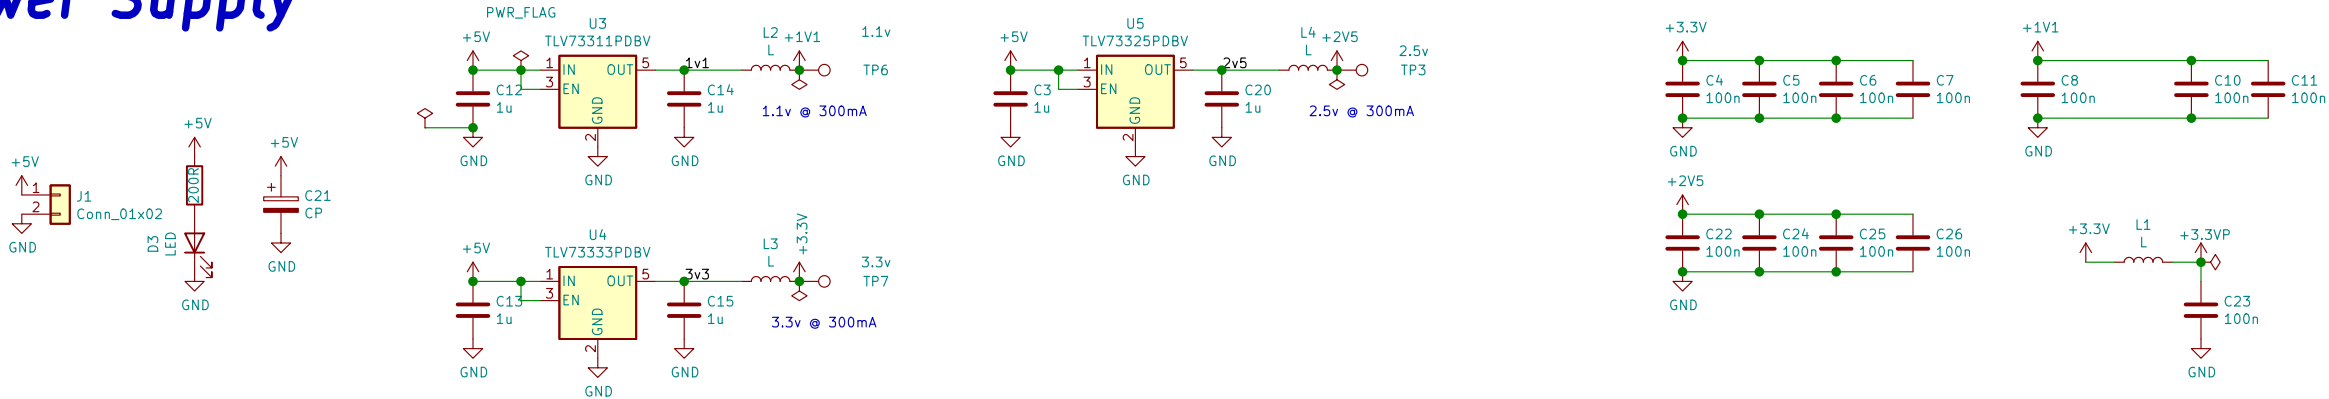 wer Supply
+5V
1
2
J1
Conn_01x02
GND
+5V
200R
D3
LED
GND
+5V
+
C21
CP
GND
PWR_FLAG
+5V
U3
TLV73311PDBV
1
IN
OUT
5
3
EN
GND
2
GND
C12
1u
GND
1v1
C14
1u
GND
L2
L
+1V1
1.1v
TP6
1.1v @ 300mA
+5V
U4
TLV73333PDBV
1
IN
OUT
5
3
EN
GND
2
GND
C13
1u
GND
3v3
C15
1u
GND
L3
L
+3.3V
3.3v
TP7
3.3v @ 300mA
+5V
U5
TLV73325PDBV
1
IN
OUT
5
3
EN
GND
2
GND
C3
1u
GND
2v5
C20
1u
GND
L4
L
+2V5
2.5v
TP3
2.5v @ 300mA
+3.3V
C4
100n
C5
100n
C6
100n
C7
100n
GND
+1V1
C8
100n
C10
100n
C11
100n
GND
+2V5
C22
100n
C24
100n
C25
100n
C26
100n
GND
+3.3V
L1
L
+3.3VP
C23
100n
GND